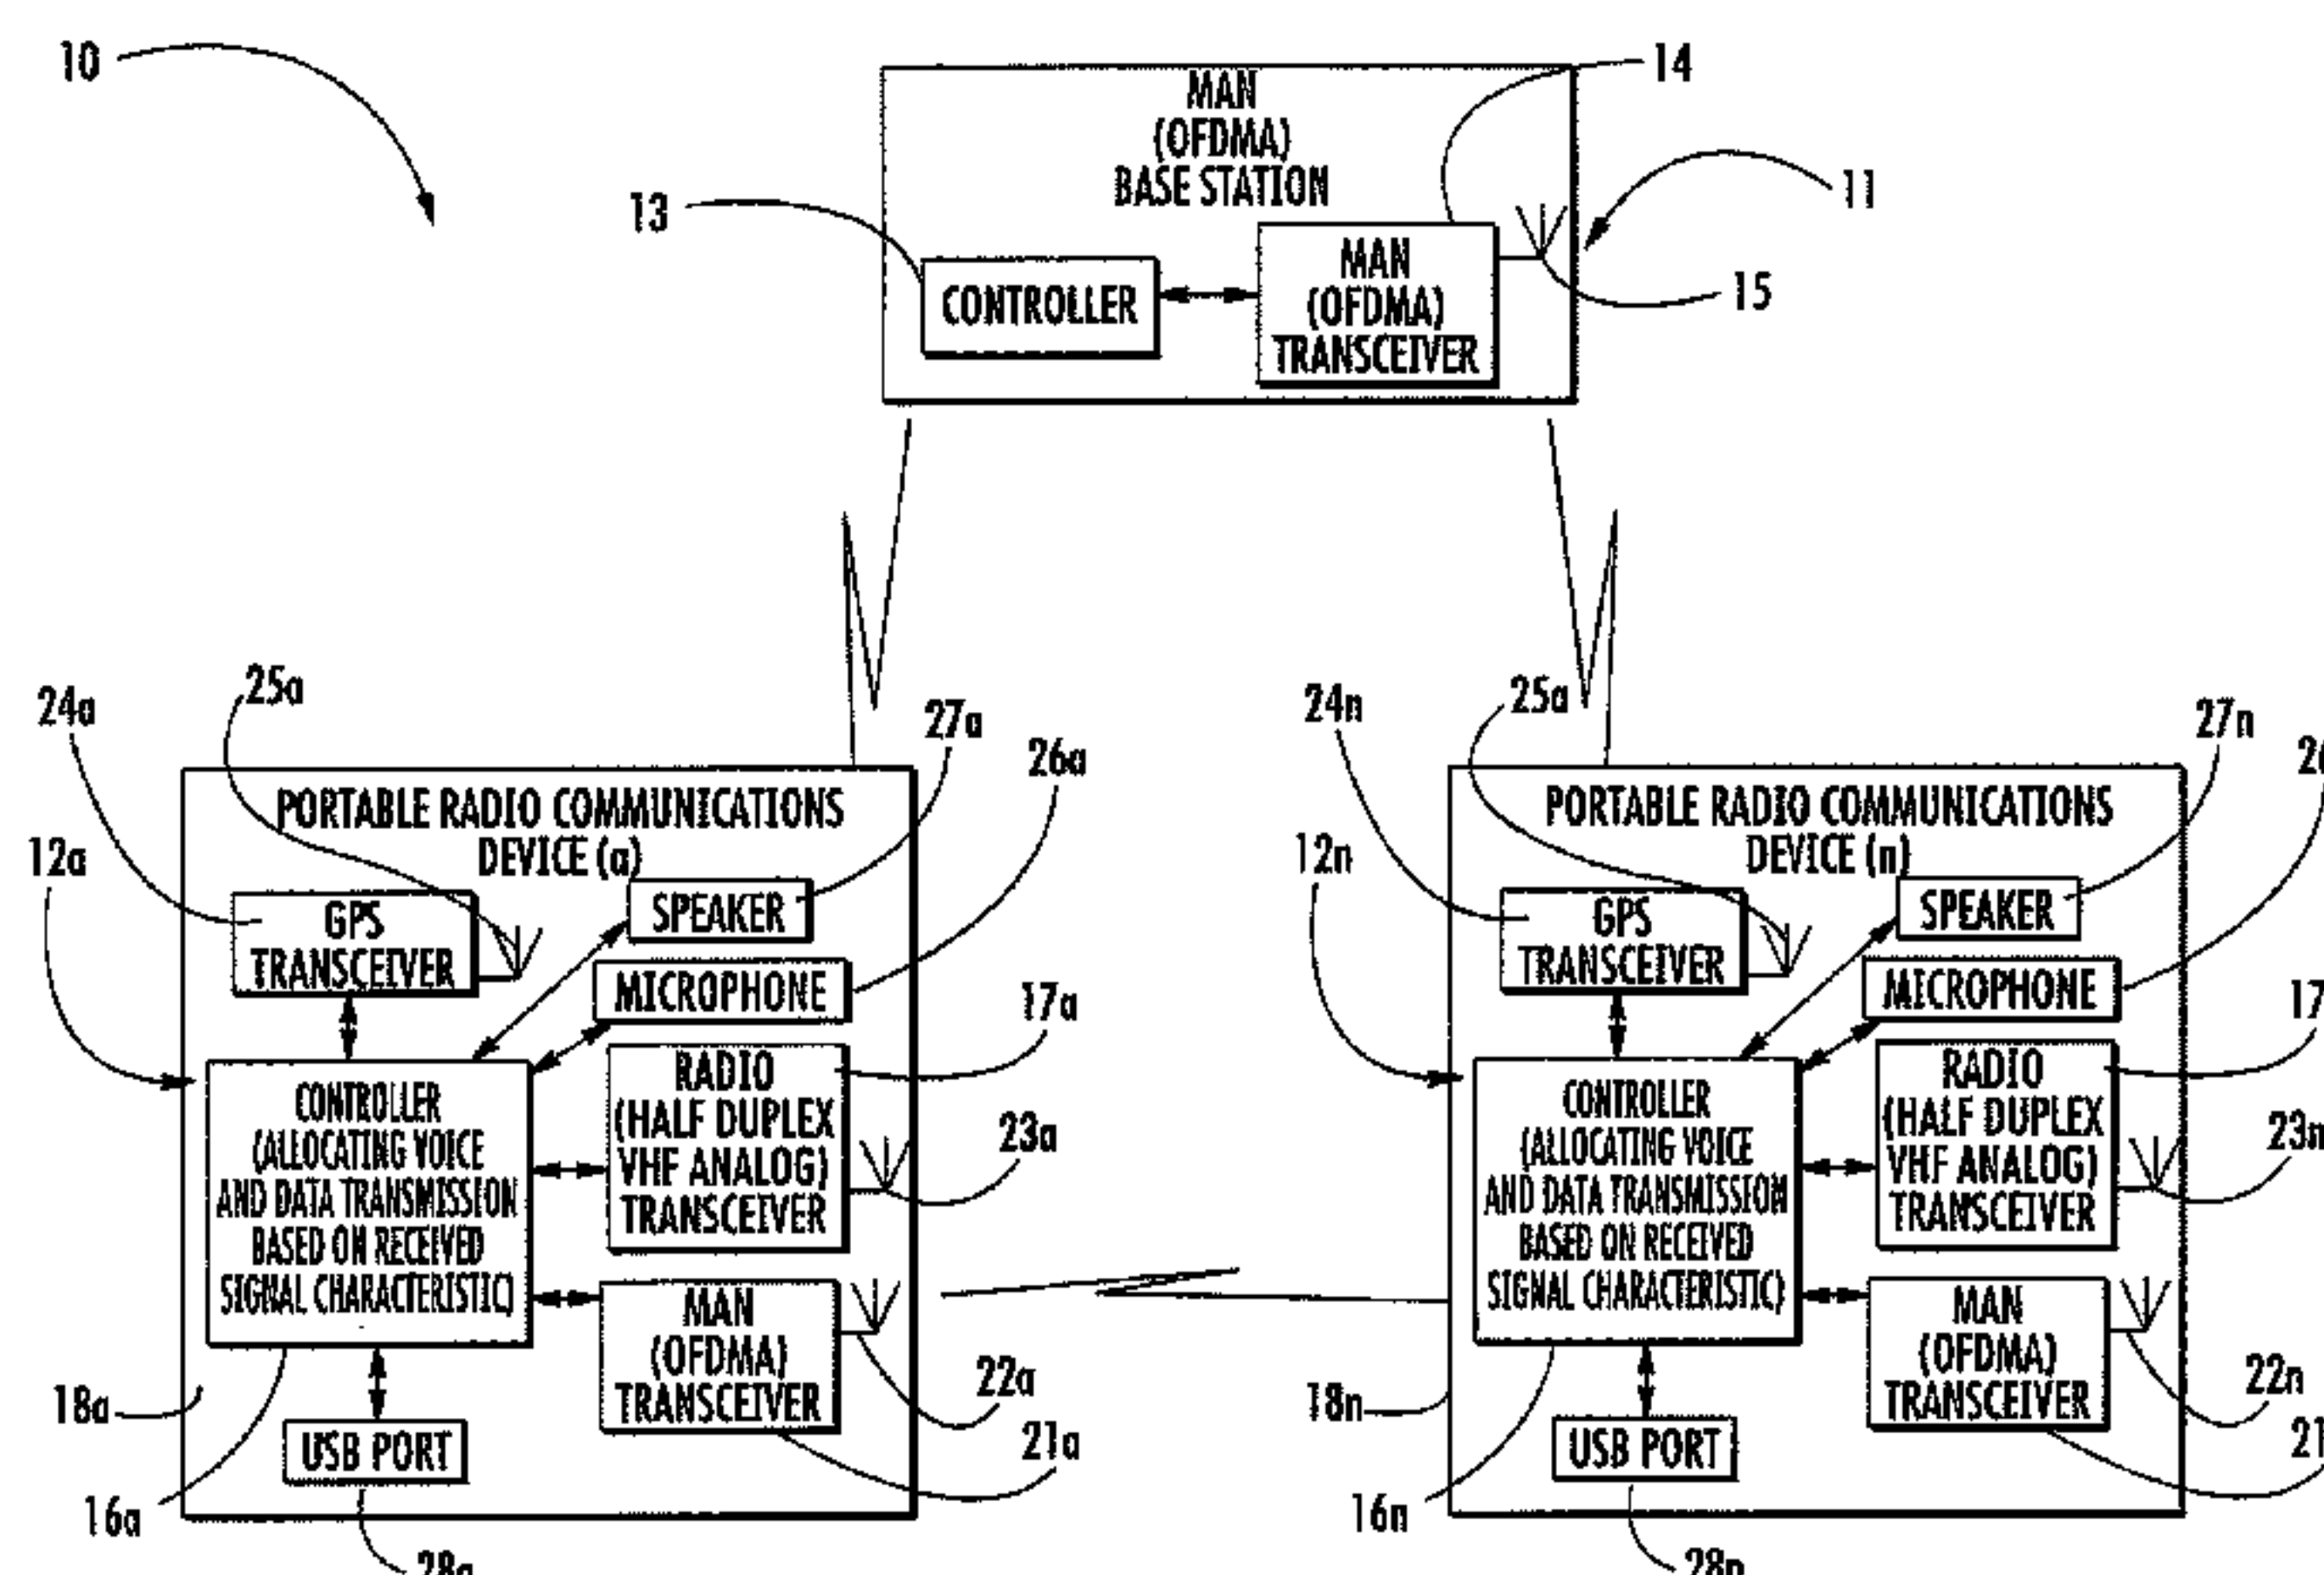 10
14
MAN
(OFDMA)
BASE STATION
13
11
CONTROLLER
MAN
(OFDMA)
TRANSCEIVER
15
24a
25a
27a
26a
PORTABLE RADIO COMMUNICATIONS
DEVICE (a)
12a
GPS
TRANSCEIVER
SPEAKER
MICROPHONE
17a
CONTROLLER
(ALLOCATING VOICE
AND DATA TRANSMISSION
BASED ON RECEIVED
SIGNAL CHARACTERISTIC)
RADIO
(HALF DUPLEX
VHF ANALOG)
TRANSCEIVER
23a
MAN
(OFDMA)
TRANSCEIVER
22a
21a
18a
USB PORT
16a
28a
24n
25a
27n
PORTABLE RADIO COMMUNICATIONS
DEVICE (n)
12n
GPS
TRANSCEIVER
SPEAKER
MICROPHONE
17
CONTROLLER
(ALLOCATING VOICE
AND DATA TRANSMISSION
BASED ON RECEIVED
SIGNAL CHARACTERISTIC)
RADIO
(HALF DUPLEX
VHF ANALOG)
TRANSCEIVER
23n
MAN
(OFDMA)
TRANSCEIVER
22n
21
18n
USB PORT
16n
28n